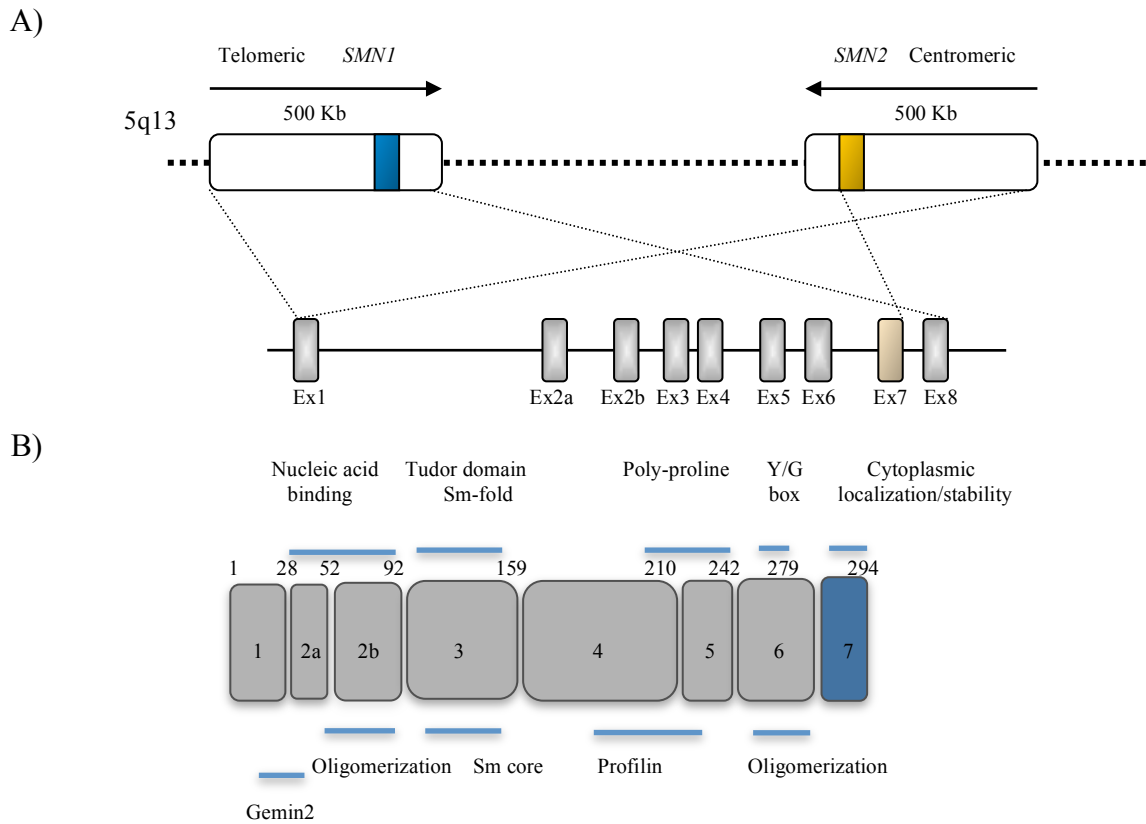 A)
Telomeric SMN1
SMN2 Centromeric
500 Kb
500 Kb
5q13
Ex1
Ex2a
Ex2b
Ex3
Ex4
Ex5
Ex6
Ex7
Ex8
B)
Nucleic acid
binding
Tudor domain
Sm-fold
Poly-proline
Y/G
box
Cytoplasmic
localization/stability
1 28 52 92 159 210 242 279 294
1 2a 2b 3 4 5 6 7
Oligomerization Sm core Profilin Oligomerization
Gemin2